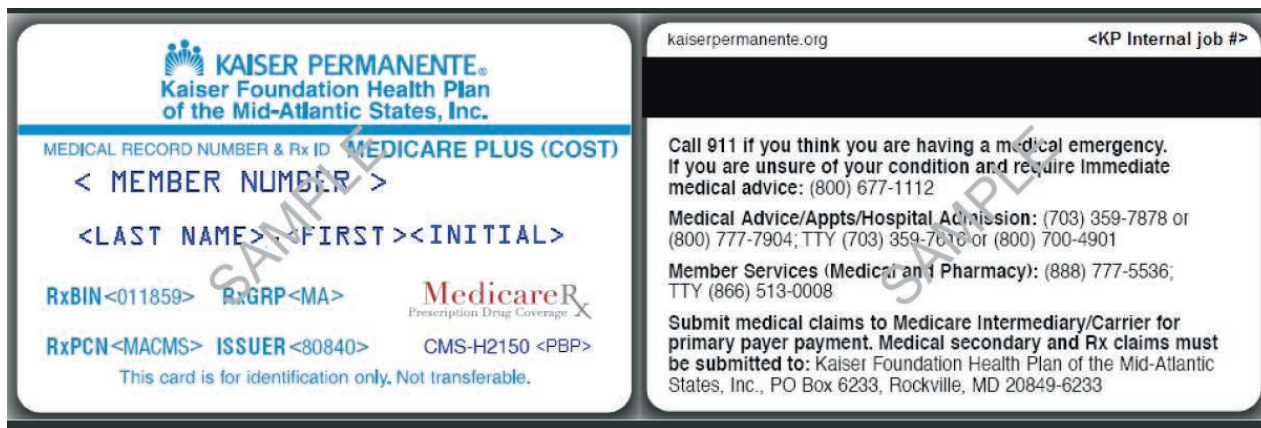 KAISER PERMANENTE®
Kaiser Foundation Health Plan
of the Mid-Atlantic States, Inc.
MEDICAL RECORD NUMBER & Rx ID MEDICARE PLUS (COST)
< MEMBER NUMBER >
<LAST NAME>,<FIRST><INITIAL>
RxBIN<011859> RxGRP<MA>
MedicareRx
Prescription Drug Coverage
RxPCN<MACMS> ISSUER<80840> CMS-H2150 <PBP>
This card is for identification only. Not transferable.
SAMPLE
kaiserpermanente.org <KP Internal job #>
Call 911 if you think you are having a medical emergency.
If you are unsure of your condition and require Immediate
medical advice: (800) 677-1112
Medical Advice/Appts/Hospital Admission: (703) 359-7878 or
(800) 777-7904; TTY (703) 359-7616 or (800) 700-4901
Member Services (Medical and Pharmacy): (888) 777-5536;
TTY (866) 513-0008
Submit medical claims to Medicare Intermediary/Carrier for
primary payer payment. Medical secondary and Rx claims must
be submitted to: Kaiser Foundation Health Plan of the Mid-Atlantic
States, Inc., PO Box 6233, Rockville, MD 20849-6233
SAMPLE